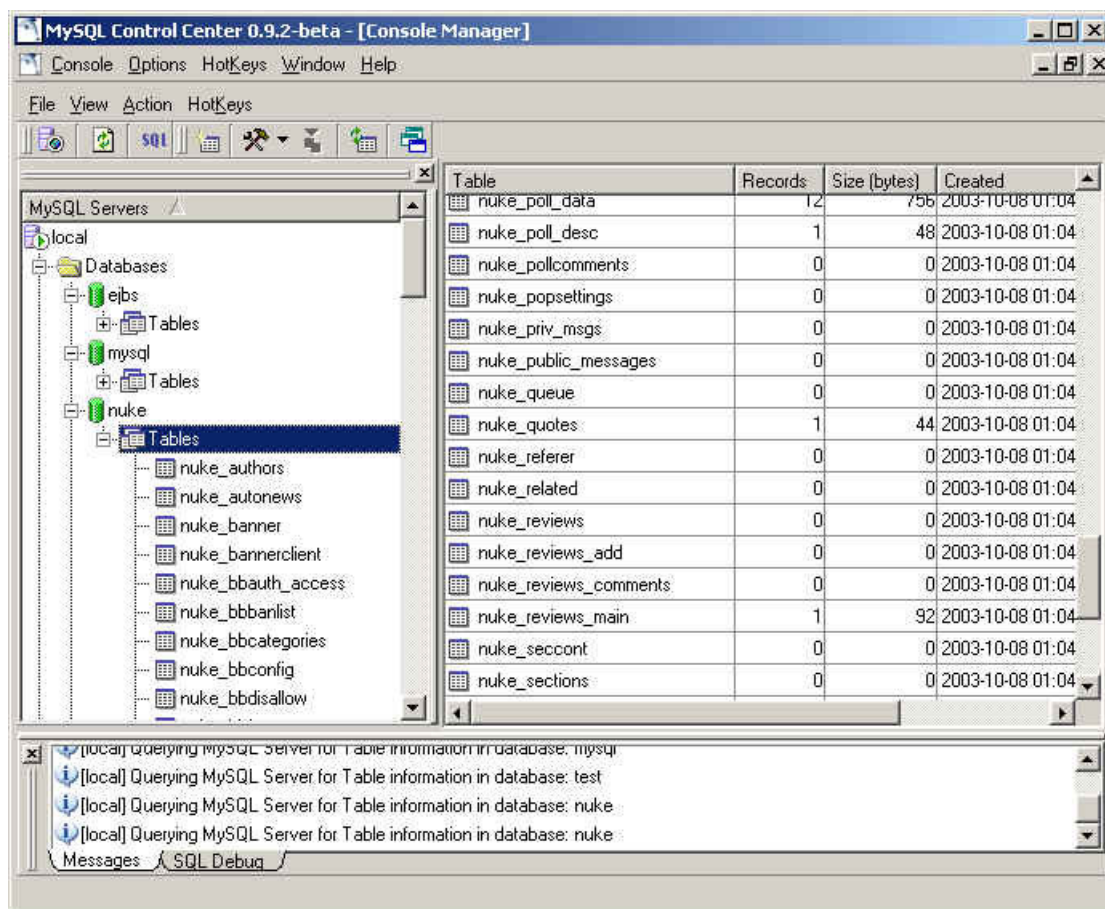 MySQL Control Center 0.9.2-beta - [Console Manager]
Console Options HotKeys Window Help
File View Action HotKeys
SQL
MySQL Servers
local
Databases
ejbs
Tables
mysql
Tables
nuke
Tables
nuke_authors
nuke_autonews
nuke_banner
nuke_bannerclient
nuke_bbauth_access
nuke_bbbanlist
nuke_bbcategories
nuke_bbconfig
nuke_bbdisallow
Table Records Size (bytes) Created
nuke_poll_data 12 756 2003-10-08 01:04
nuke_poll_desc 1 48 2003-10-08 01:04
nuke_pollcomments 0 0 2003-10-08 01:04
nuke_popsettings 0 0 2003-10-08 01:04
nuke_priv_msgs 0 0 2003-10-08 01:04
nuke_public_messages 0 0 2003-10-08 01:04
nuke_queue 0 0 2003-10-08 01:04
nuke_quotes 1 44 2003-10-08 01:04
nuke_referer 0 0 2003-10-08 01:04
nuke_related 0 0 2003-10-08 01:04
nuke_reviews 0 0 2003-10-08 01:04
nuke_reviews_add 0 0 2003-10-08 01:04
nuke_reviews_comments 0 0 2003-10-08 01:04
nuke_reviews_main 1 92 2003-10-08 01:04
nuke_seccont 0 0 2003-10-08 01:04
nuke_sections 0 0 2003-10-08 01:04
[local] Querying MySQL Server for Table information in database: mysql
[local] Querying MySQL Server for Table information in database: test
[local] Querying MySQL Server for Table information in database: nuke
[local] Querying MySQL Server for Table information in database: nuke
Messages SQL Debug